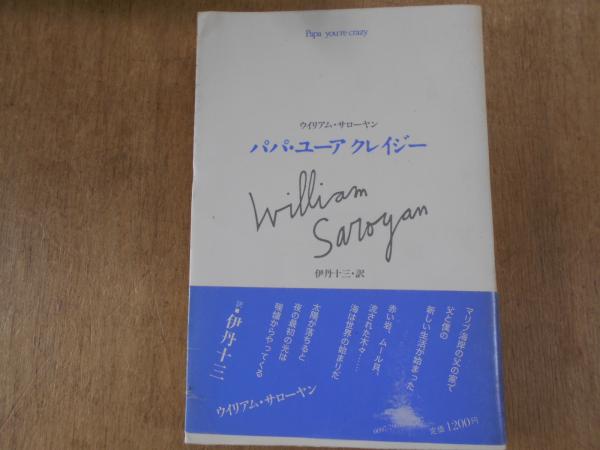 Papa you're crazy
ウイリアム・サローヤン
パパ・ユーア クレイジー
William
Saroyan
伊丹十三・訳
マリブ海岸の父の家で
父と僕の
新しい生活が始まった
赤い岩、ムール貝、
流された木々……
海は世界の始まりだ
太陽が落ちると
夜の最初の光は
暖炉からやってくる
訳・伊丹十三
ウイリアム・サローヤン
定価1200円